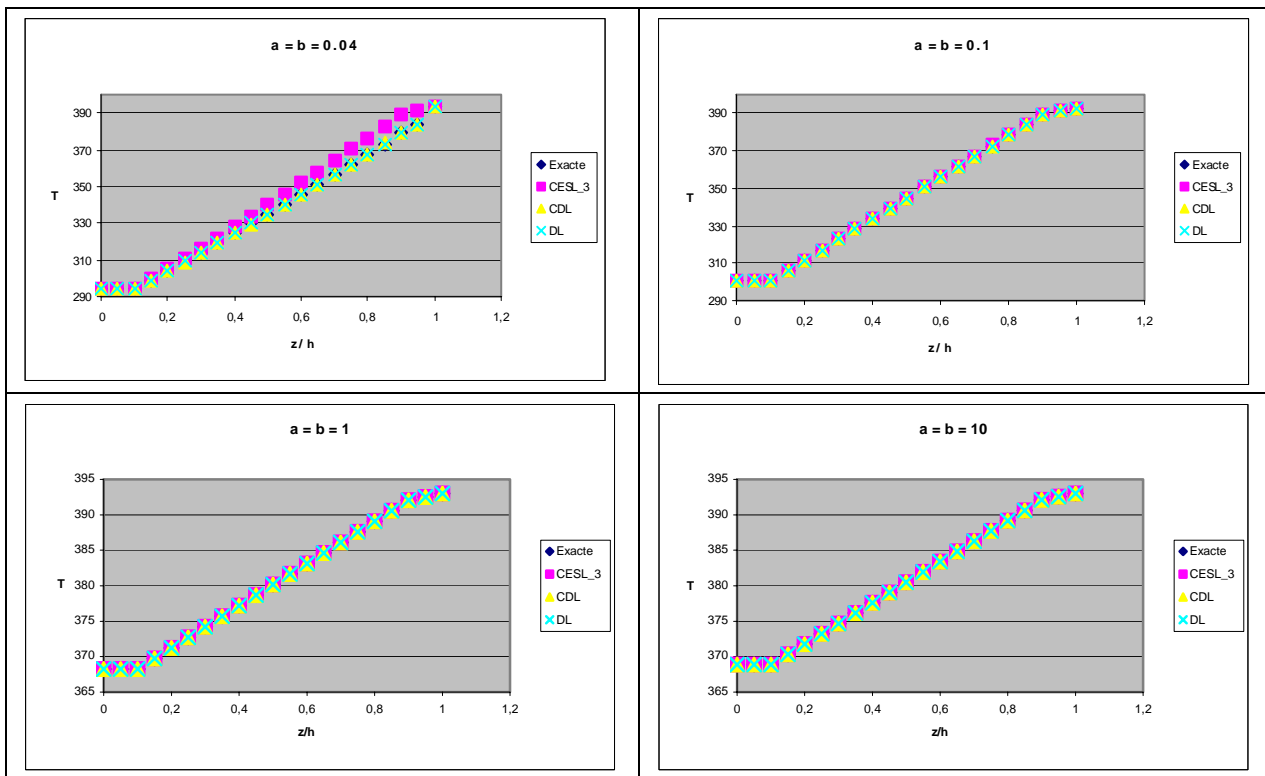 a = b = 0.04
T
390
370
350
330
310
290
0 0,2 0,4 0,6 0,8 1 1,2
z / h
Exacte
CESL_3
CDL
DL
a = b = 0.1
T
390
370
350
330
310
290
0 0,2 0,4 0,6 0,8 1 1,2
z / h
Exacte
CESL_3
CDL
DL
a = b = 1
T
395
390
385
380
375
370
365
0 0,2 0,4 0,6 0,8 1 1,2
z/h
Exacte
CESL_3
CDL
DL
a = b = 10
T
395
390
385
380
375
370
365
0 0,2 0,4 0,6 0,8 1 1,2
z/h
Exacte
CESL_3
CDL
DL